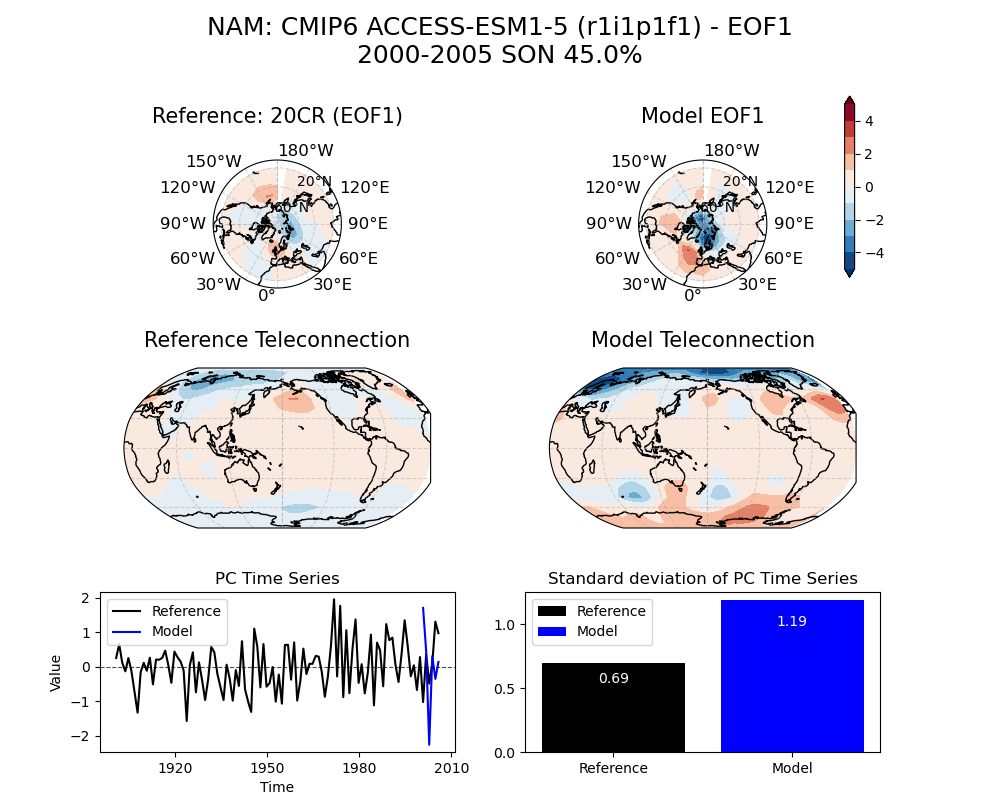 NAM: CMIP6 ACCESS-ESM1-5 (r1i1p1f1) - EOF1
2000-2005 SON 45.0%
Reference: 20CR (EOF1)
Model EOF1
180°W
150°W
120°W
90°W
60°W
30°W
0°
30°E
60°E
90°E
120°E
20°N
60°N
180°W
150°W
120°W
90°W
60°W
30°W
0°
30°E
60°E
90°E
120°E
20°N
60°N
4
2
0
−2
−4
Reference Teleconnection
Model Teleconnection
PC Time Series
Reference
Model
2
1
0
−1
−2
Value
1920
1950
1980
2010
Time
Standard deviation of PC Time Series
Reference
Model
1.0
0.5
0.0
0.69
1.19
Reference
Model